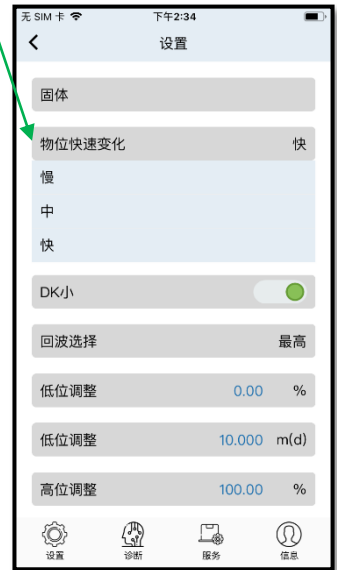 无 SIM 卡 下午2:34
设置
固体
物位快速变化 快
慢
中
快
DK小
回波选择 最高
低位调整 0.00 %
低位调整 10.000 m(d)
高位调整 100.00 %
设置 诊断 服务 信息